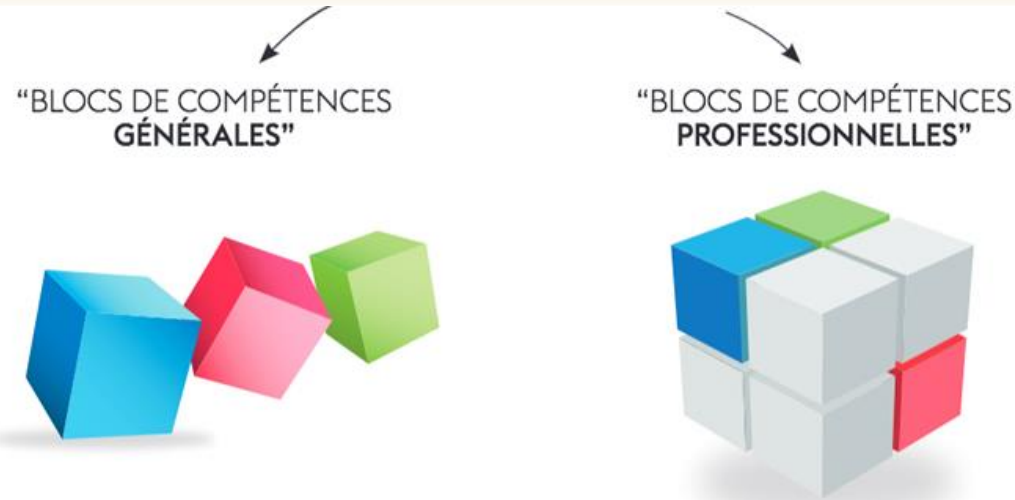 “BLOCS DE COMPÉTENCES
GÉNÉRALES”
“BLOCS DE COMPÉTENCES
PROFESSIONNELLES”